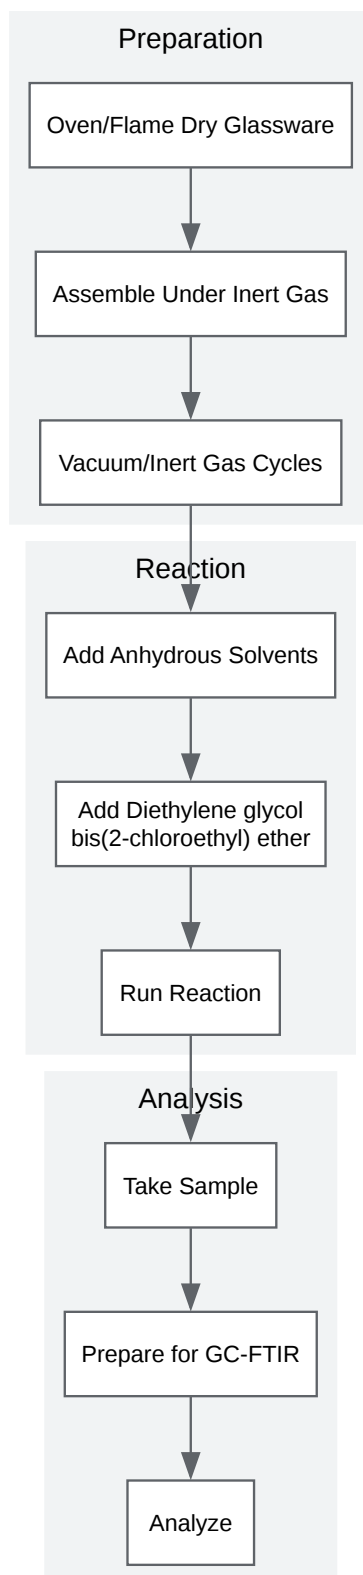 Preparation
Oven/Flame Dry Glassware
Assemble Under Inert Gas
Vacuum/Inert Gas Cycles
Reaction
Add Anhydrous Solvents
Add Diethylene glycol
bis(2-chloroethyl) ether
Run Reaction
Analysis
Take Sample
Prepare for GC-FTIR
Analyze